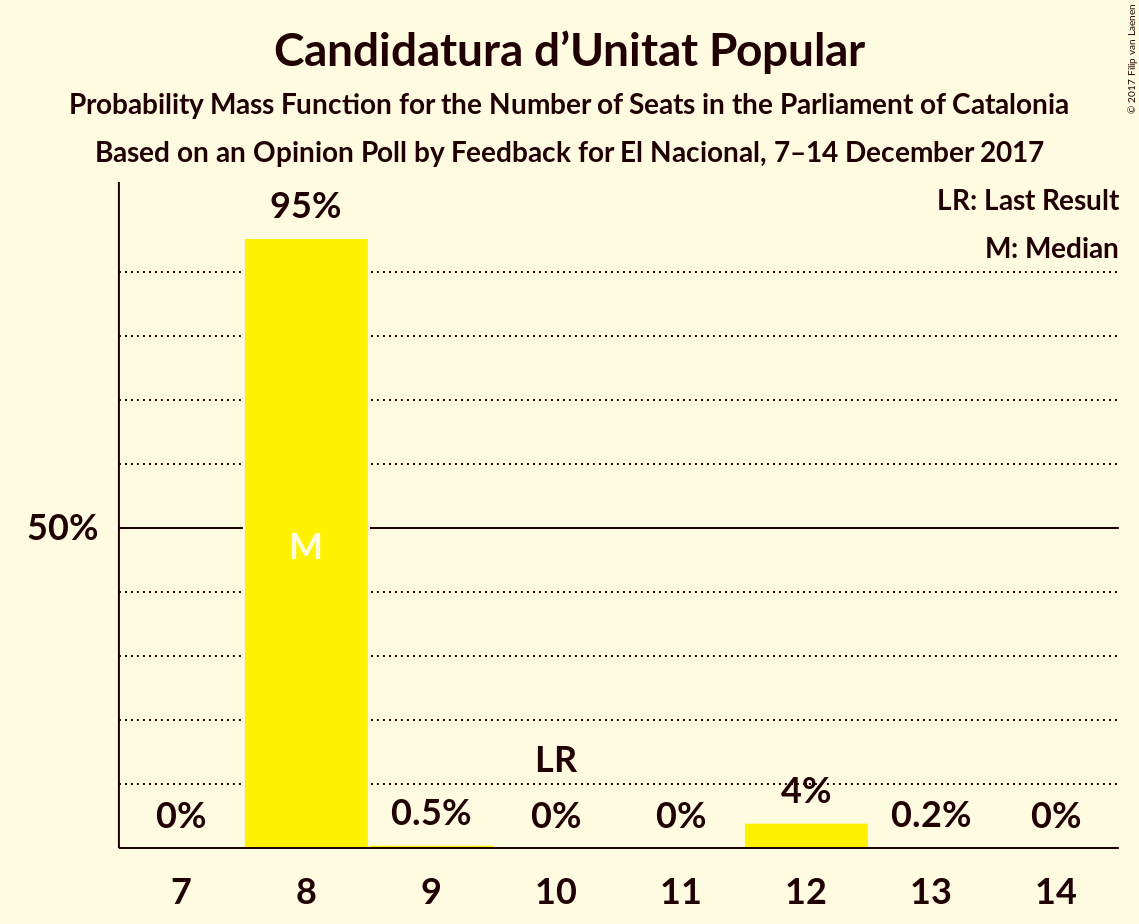 Candidatura d’Unitat Popular
Probability Mass Function for the Number of Seats in the Parliament of Catalonia
Based on an Opinion Poll by Feedback for El Nacional, 7–14 December 2017
© 2017 Filip van Laenen
LR: Last Result
M: Median
95%
50%
M
LR
0%
0.5%
0%
0%
4%
0.2%
0%
7 8 9 10 11 12 13 14